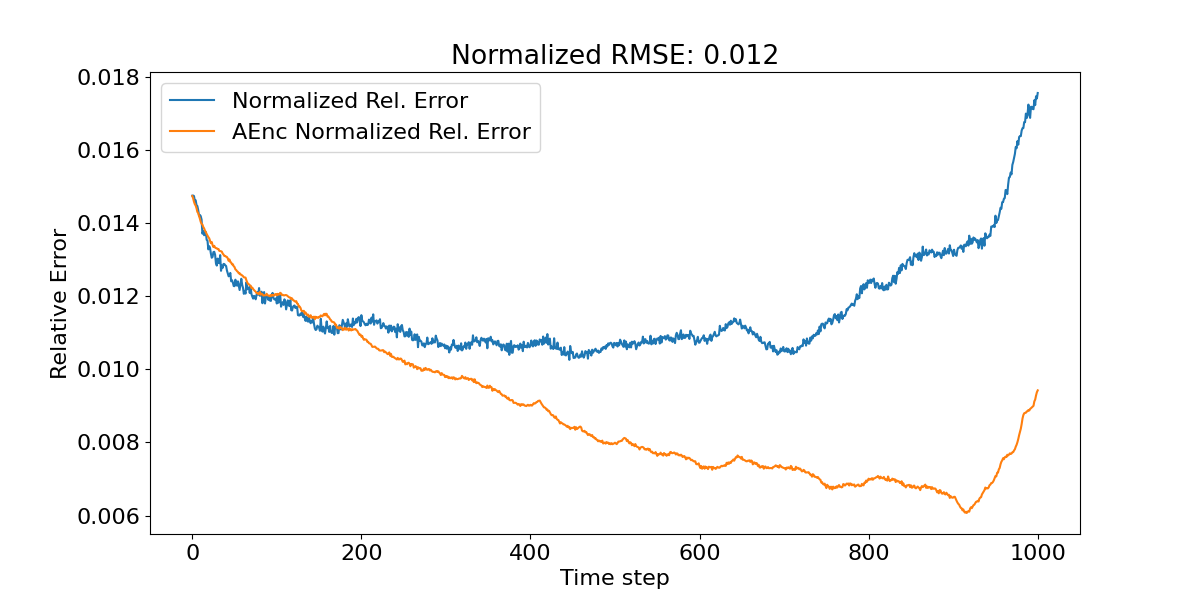 Normalized RMSE: 0.012
Normalized Rel. Error
AEnc Normalized Rel. Error
Relative Error
0.018
0.016
0.014
0.012
0.010
0.008
0.006
0 200 400 600 800 1000
Time step